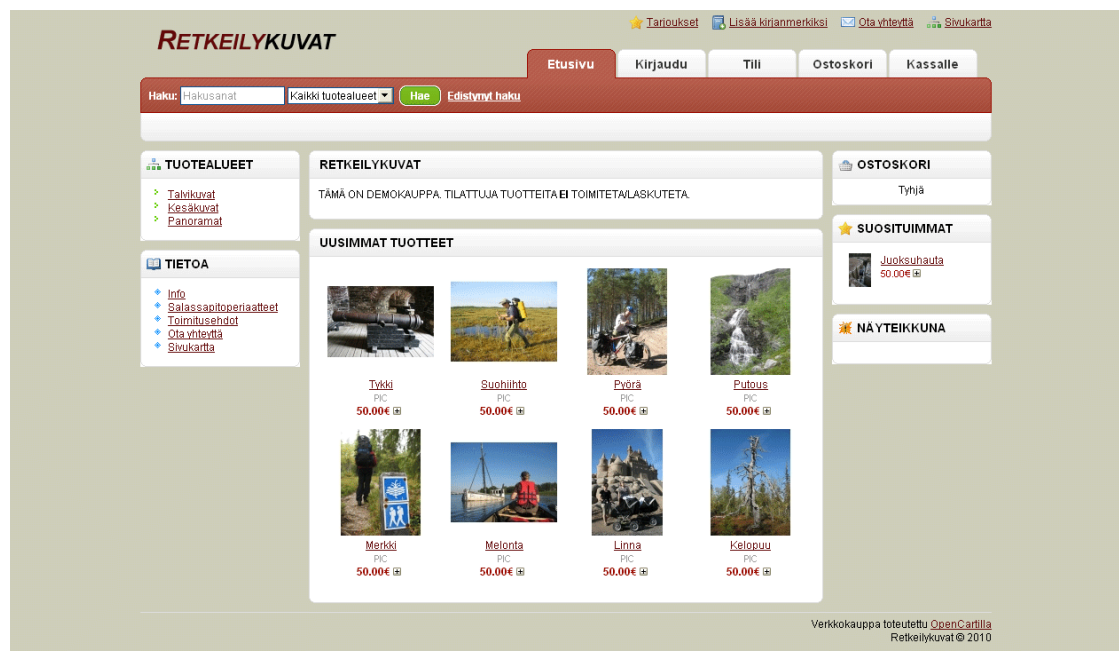 RETKEILYKUVAT
Tarjoukset Lisää kirjanmerkiksi Ota yhteyttä Sivukartta
Etusivu Kirjaudu Tili Ostoskori Kassalle
Haku: Hakusanat Kaikki tuotealueet Hae Edistynyt haku
TUOTEALUEET
Talvikuvat
Kesäkuvat
Panoramat
TIETOA
Info
Salassapitoperiaatteet
Toimitusehdot
Ota yhteyttä
Sivukartta
RETKEILYKUVAT
TÄMÄ ON DEMOKAUPPA. TILATTUJA TUOTTEITA EI TOIMITETA/LASKUTETA.
UUSIMMAT TUOTTEET
Tykki Suohiihto Pyörä Putous
PIC PIC PIC PIC
50.00€ 50.00€ 50.00€ 50.00€
Merkki Melonta Linna Kelopuu
PIC PIC PIC PIC
50.00€ 50.00€ 50.00€ 50.00€
OSTOSKORI
Tyhjä
SUOSITUIMMAT
Juoksuhauta
50.00€
NÄYTEIKKUNA
Verkkokauppa toteutettu OpenCartilla
Retkeilykuvat © 2010